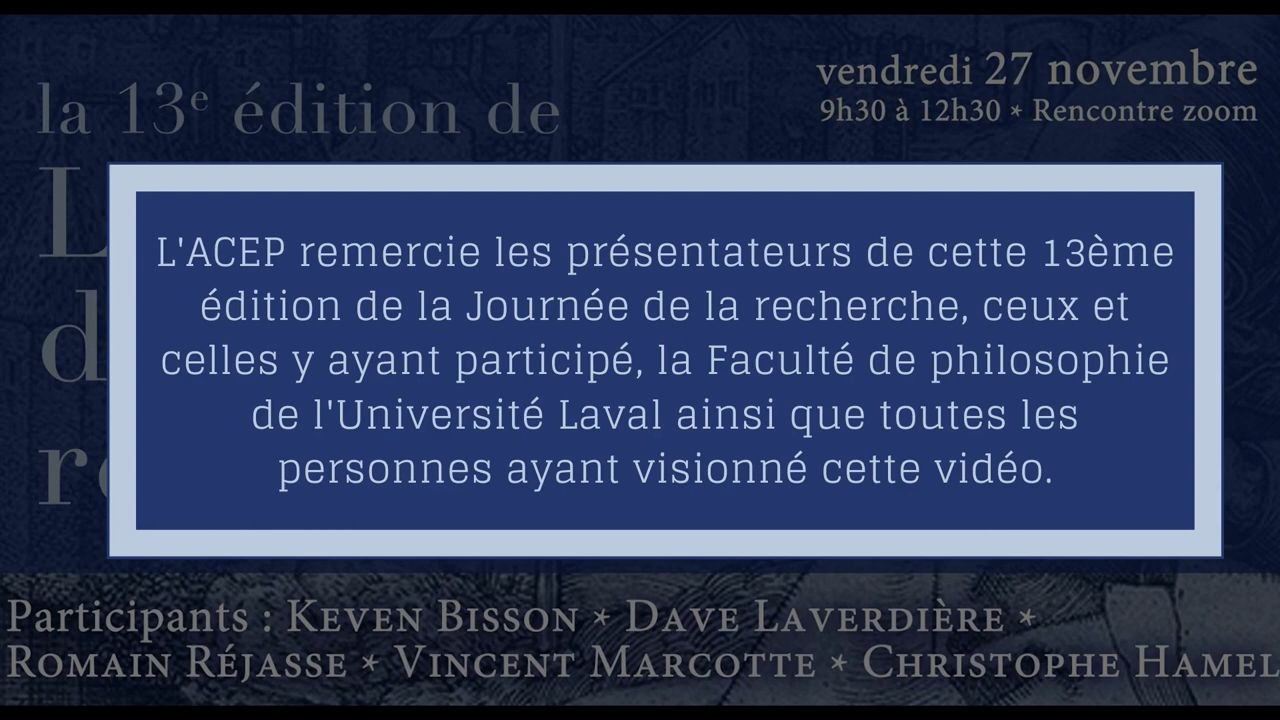 vendredi 27 novembre
9h30 à 12h30 * Rencontre zoom
la 13e édition de
L'ACEP remercie les présentateurs de cette 13ème
édition de la Journée de la recherche, ceux et
celles y ayant participé, la Faculté de philosophie
de l'Université Laval ainsi que toutes les
personnes ayant visionné cette vidéo.
Participants : KEVEN BISSON * DAVE LAVERDIÈRE *
ROMAIN RÉJASSE * VINCENT MARCOTTE * CHRISTOPHE HAMEL